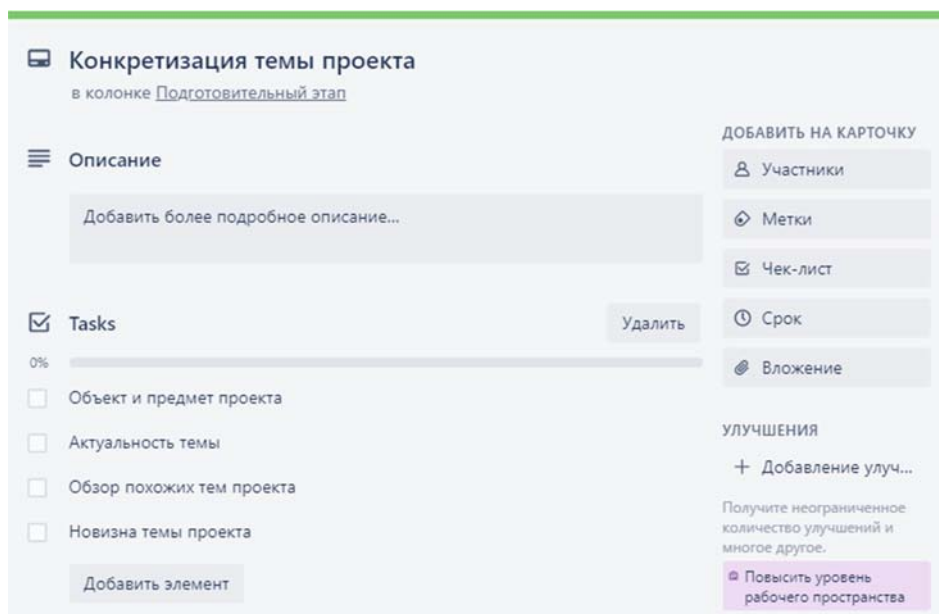 Конкретизация темы проекта
в колонке Подготовительный этап
Описание
Добавить более подробное описание...
Tasks
Удалить
0%
Объект и предмет проекта
Актуальность темы
Обзор похожих тем проекта
Новизна темы проекта
Добавить элемент
ДОБАВИТЬ НА КАРТОЧКУ
Участники
Метки
Чек-лист
Срок
Вложение
УЛУЧШЕНИЯ
+ Добавление улуч...
Получите неограниченное
количество улучшений и
многое другое.
Повысить уровень
рабочего пространства